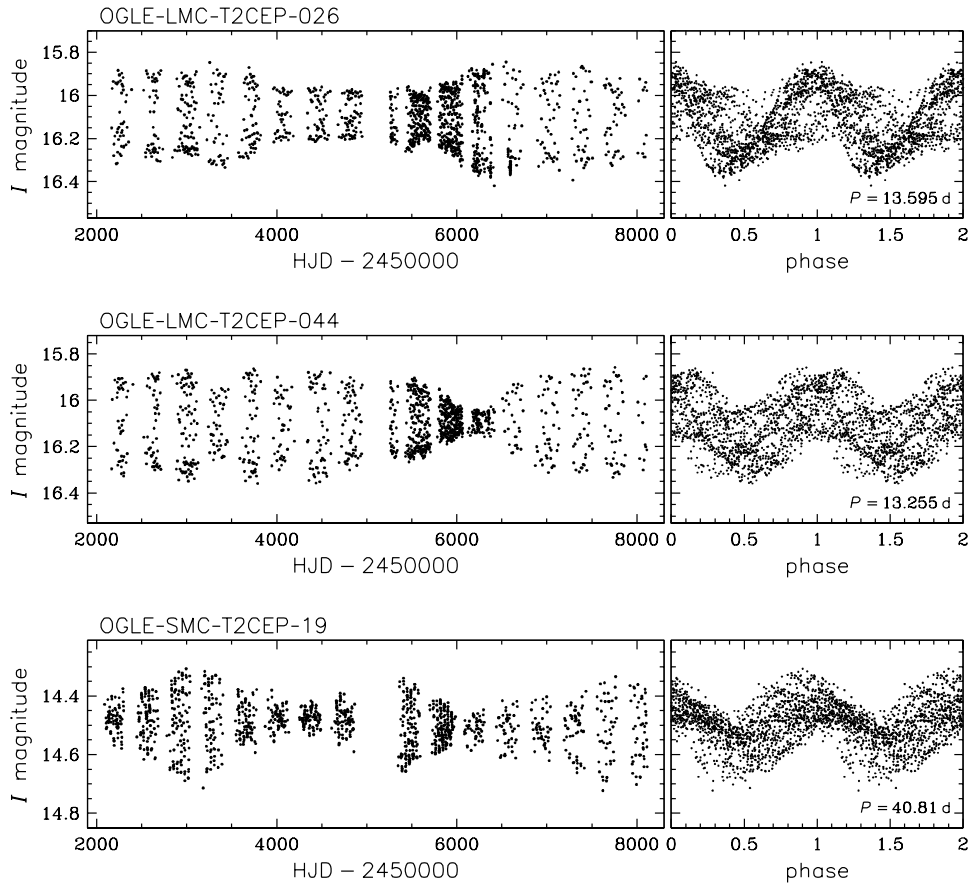 OGLE-LMC-T2CEP-026
I magnitude
15.8
16
16.2
16.4
2000 4000 6000 8000
HJD – 2450000
P = 13.595 d
0 0.5 1 1.5 2
phase
OGLE-LMC-T2CEP-044
I magnitude
15.8
16
16.2
16.4
2000 4000 6000 8000
HJD – 2450000
P = 13.255 d
0 0.5 1 1.5 2
phase
OGLE-SMC-T2CEP-19
I magnitude
14.4
14.6
14.8
2000 4000 6000 8000
HJD – 2450000
P = 40.81 d
0 0.5 1 1.5 2
phase